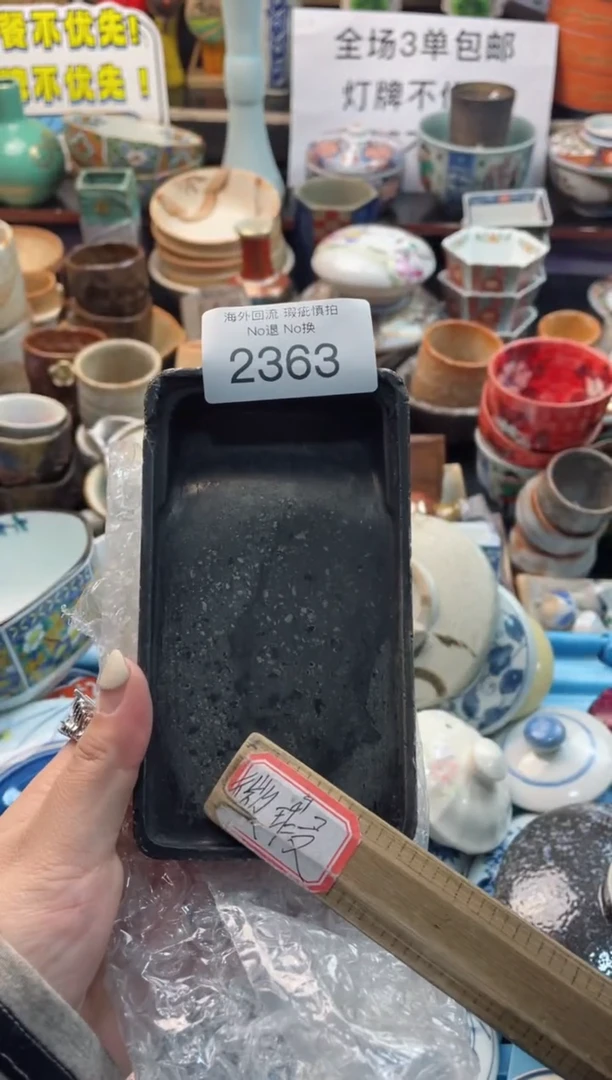 餐不优先!
不优先!
全场3单包邮
灯牌不
海外回流 瑕疵慎拍
No退 No换
2363